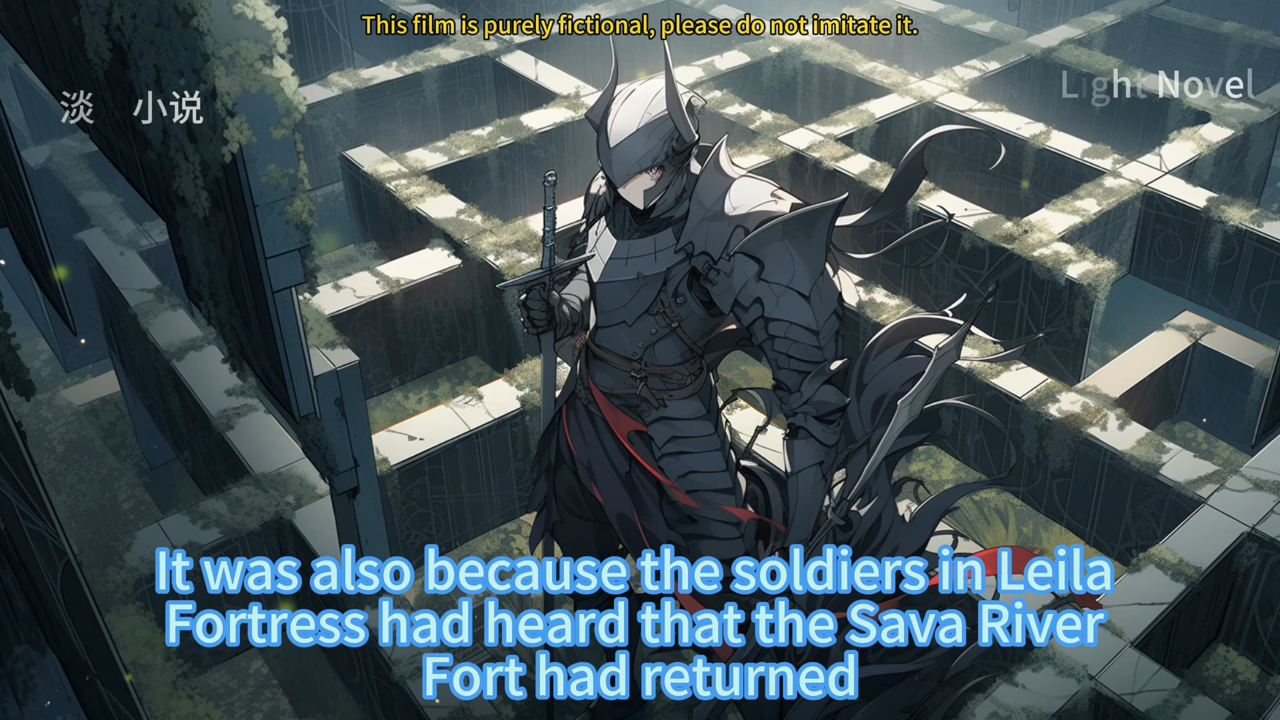 This film is purely fictional, please do not imitate it.
淡 小说
Light Novel
It was also because the soldiers in Leila
Fortress had heard that the Sava River
Fort had returned